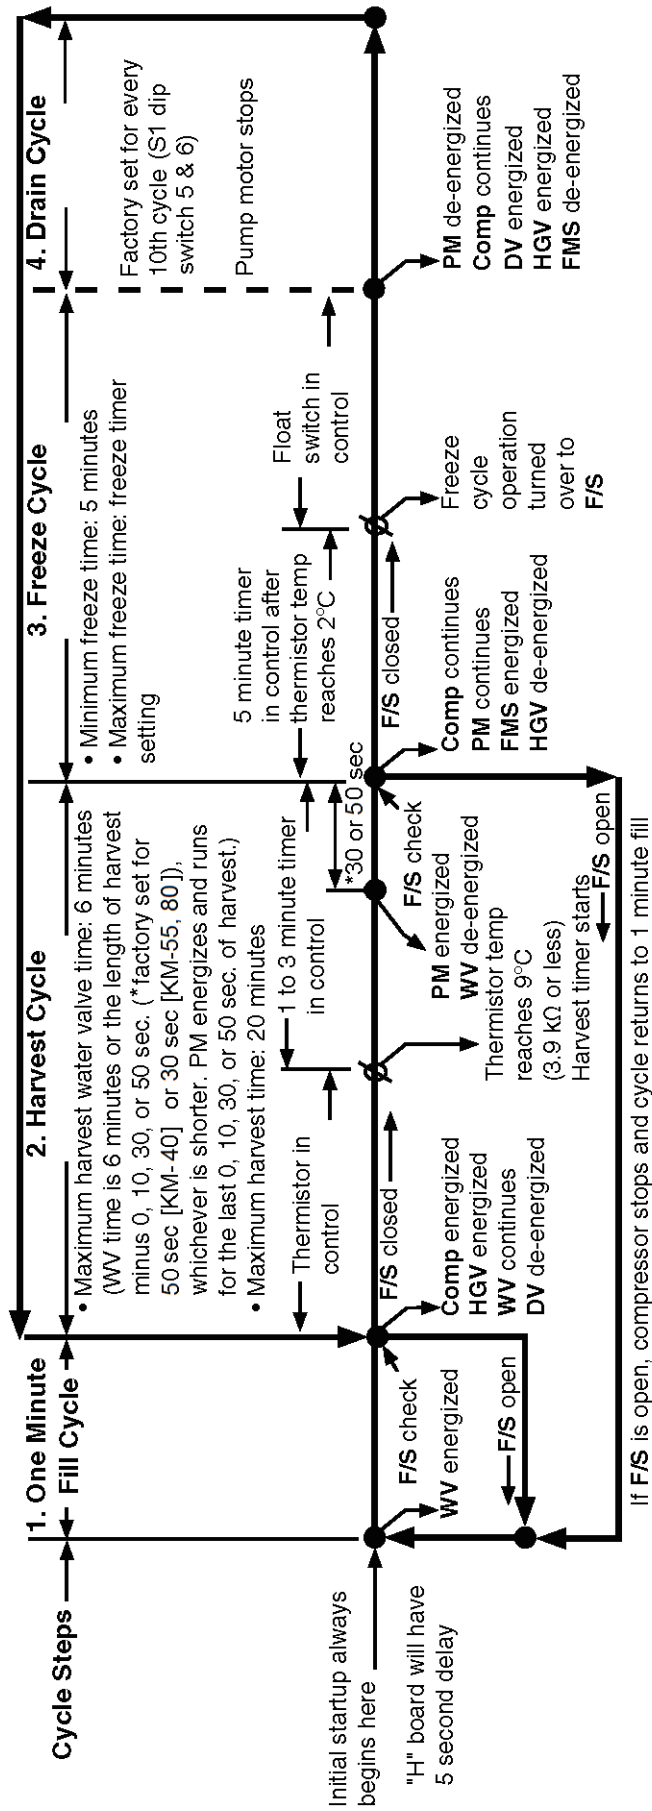 Cycle Steps
1. One Minute
Fill Cycle
2. Harvest Cycle
3. Freeze Cycle
4. Drain Cycle
• Maximum harvest water valve time: 6 minutes
(WV time is 6 minutes or the length of harvest
minus 0, 10, 30, or 50 sec. (*factory set for
50 sec [KM-40] or 30 sec [KM-55, 80]),
whichever is shorter. PM energizes and runs
for the last 0, 10, 30, or 50 sec. of harvest.)
• Maximum harvest time: 20 minutes
• Minimum freeze time: 5 minutes
• Maximum freeze time: freeze timer
setting
Factory set for every
10th cycle (S1 dip
switch 5 & 6)
Pump motor stops
Thermistor in
control
1 to 3 minute timer
in control
*30 or 50 sec
5 minute timer
in control after
thermistor temp
reaches 2°C
Float
switch in
control
Initial startup always
begins here
"H" board will have
5 second delay
F/S check
WV energized
F/S open
F/S closed
Comp energized
HGV energized
WV continues
DV de-energized
Thermistor temp
reaches 9°C
(3.9 kΩ or less)
Harvest timer starts
PM energized
WV de-energized
F/S check
F/S open
F/S closed
Comp continues
PM continues
FMS energized
HGV de-energized
Freeze
cycle
operation
turned
over to
F/S
PM de-energized
Comp continues
DV energized
HGV energized
FMS de-energized
If F/S is open, compressor stops and cycle returns to 1 minute fill